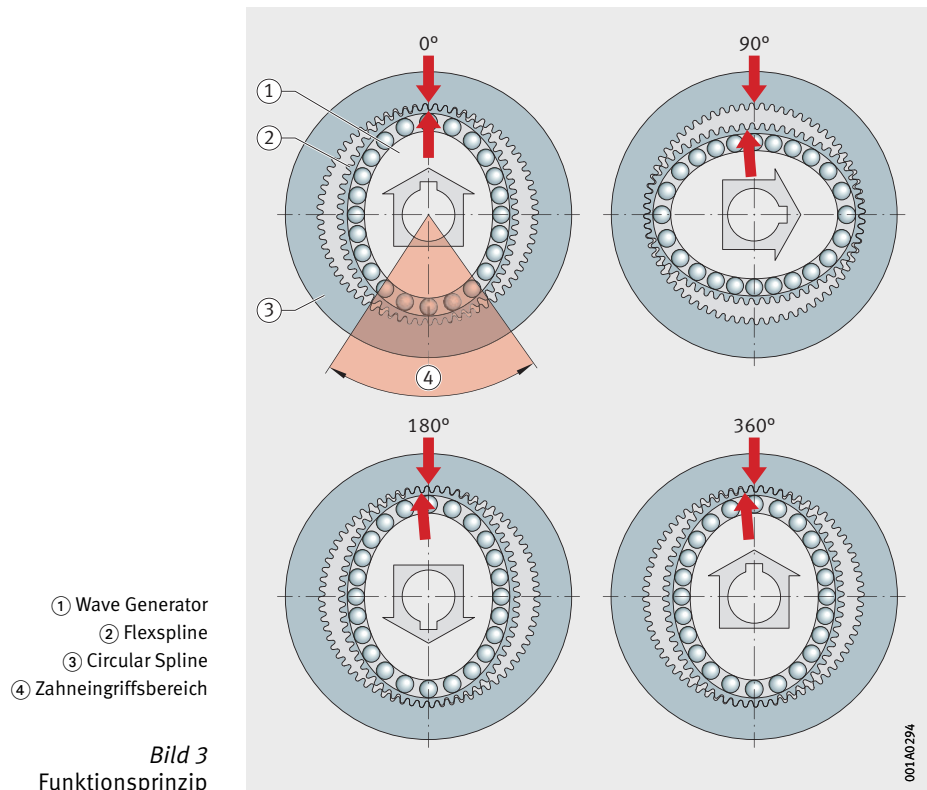 0°
90°
①
②
③
④
180°
360°
① Wave Generator
② Flexspline
③ Circular Spline
④ Zahneingriffsbereich
Bild 3
Funktionsprinzip
001A0294